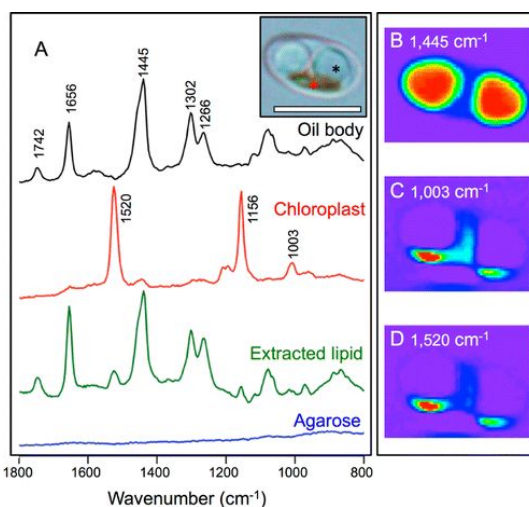 A
1742
1656
1445
1302
1266
*
*
Oil body
1520
Chloroplast
1156
1003
Extracted lipid
Agarose
1800 1600 1400 1200 1000 800
Wavenumber (cm⁻¹)
B 1,445 cm⁻¹
C 1,003 cm⁻¹
D 1,520 cm⁻¹